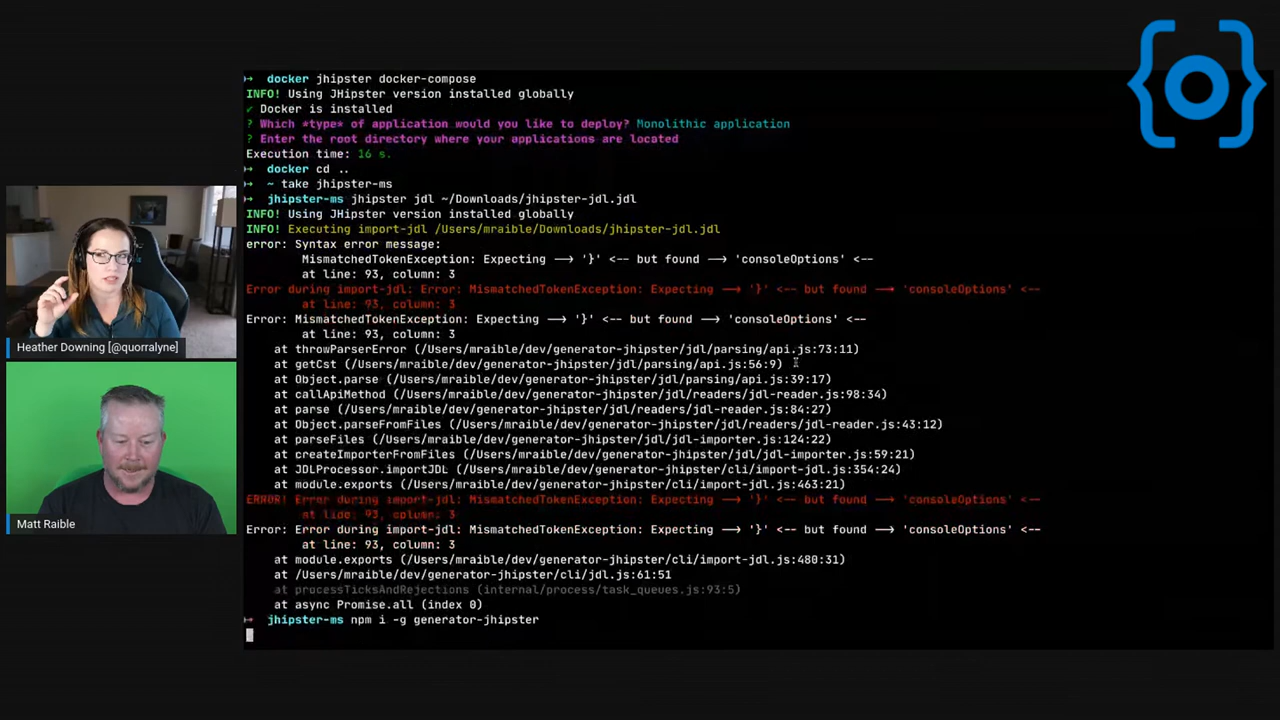 docker jhipster docker-compose
INFO! Using JHipster version installed globally
✔ Docker is installed
? Which *type* of application would you like to deploy? Monolithic application
? Enter the root directory where your applications are located
Execution time: 16 s.
docker cd ..
~ take jhipster-ms
jhipster-ms jhipster jdl ~/Downloads/jhipster-jdl.jdl
INFO! Using JHipster version installed globally
INFO! Executing import-jdl /Users/mraible/Downloads/jhipster-jdl.jdl
error: Syntax error message:
MismatchedTokenException: Expecting --> '}' <-- but found --> 'consoleOptions' <--
at line: 93, column: 3
Error during import-jdl: Error: MismatchedTokenException: Expecting --> '}' <-- but found --> 'consoleOptions' <--
at line: 93, column: 3
Error: MismatchedTokenException: Expecting --> '}' <-- but found --> 'consoleOptions' <--
at line: 93, column: 3
at throwParserError (/Users/mraible/dev/generator-jhipster/jdl/parsing/api.js:73:11)
at getCst (/Users/mraible/dev/generator-jhipster/jdl/parsing/api.js:56:9)
at Object.parse (/Users/mraible/dev/generator-jhipster/jdl/parsing/api.js:39:17)
at callApiMethod (/Users/mraible/dev/generator-jhipster/jdl/readers/jdl-reader.js:98:34)
at parse (/Users/mraible/dev/generator-jhipster/jdl/readers/jdl-reader.js:84:27)
at Object.parseFromFiles (/Users/mraible/dev/generator-jhipster/jdl/readers/jdl-reader.js:43:12)
at parseFiles (/Users/mraible/dev/generator-jhipster/jdl/jdl-importer.js:124:22)
at createImporterFromFiles (/Users/mraible/dev/generator-jhipster/jdl/jdl-importer.js:59:21)
at JDLProcessor.importJDL (/Users/mraible/dev/generator-jhipster/cli/import-jdl.js:354:24)
at module.exports (/Users/mraible/dev/generator-jhipster/cli/import-jdl.js:463:21)
ERROR! Error during import-jdl: MismatchedTokenException: Expecting --> '}' <-- but found --> 'consoleOptions' <--
at line: 93, column: 3
Error: Error during import-jdl: MismatchedTokenException: Expecting --> '}' <-- but found --> 'consoleOptions' <--
at line: 93, column: 3
at module.exports (/Users/mraible/dev/generator-jhipster/cli/import-jdl.js:480:31)
at /Users/mraible/dev/generator-jhipster/cli/jdl.js:61:51
at processTicksAndRejections (internal/process/task_queues.js:93:5)
at async Promise.all (index 0)
jhipster-ms npm i -g generator-jhipster
Heather Downing [@quorralyne]
Matt Raible